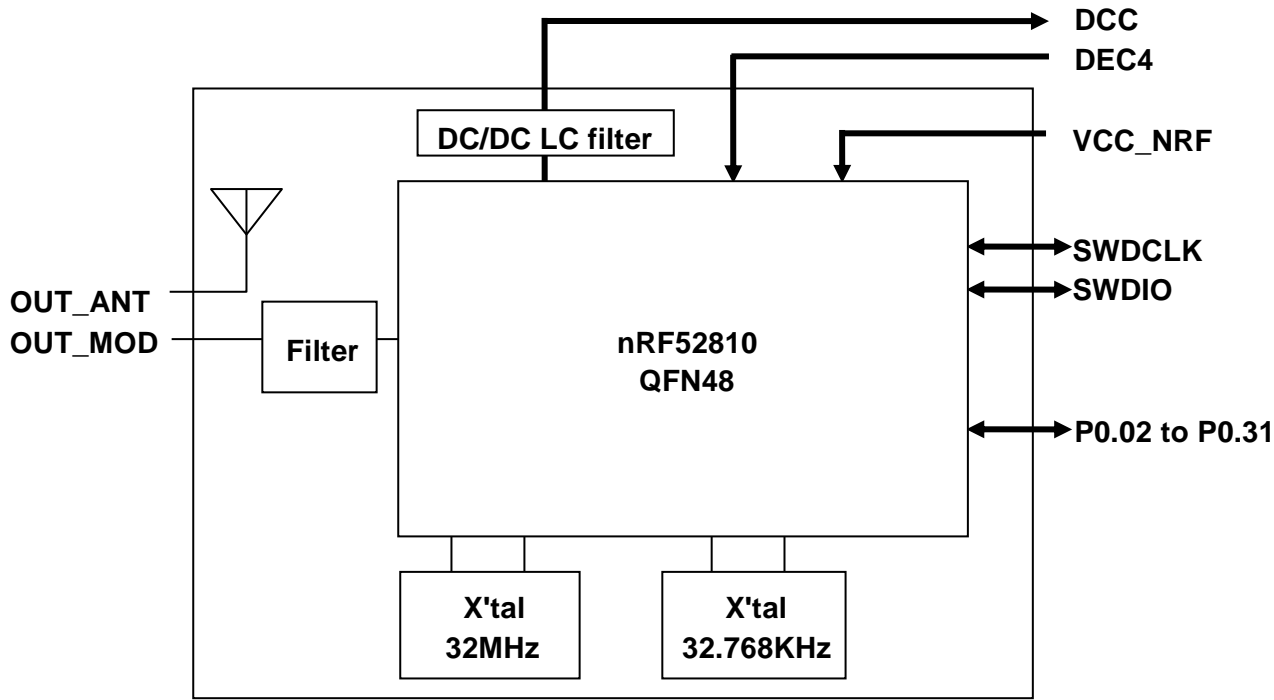 DCC
DEC4
DC/DC LC filter
VCC_NRF
SWDCLK
SWDIO
OUT_ANT
OUT_MOD
Filter
nRF52810
QFN48
P0.02 to P0.31
X'tal
32MHz
X'tal
32.768KHz